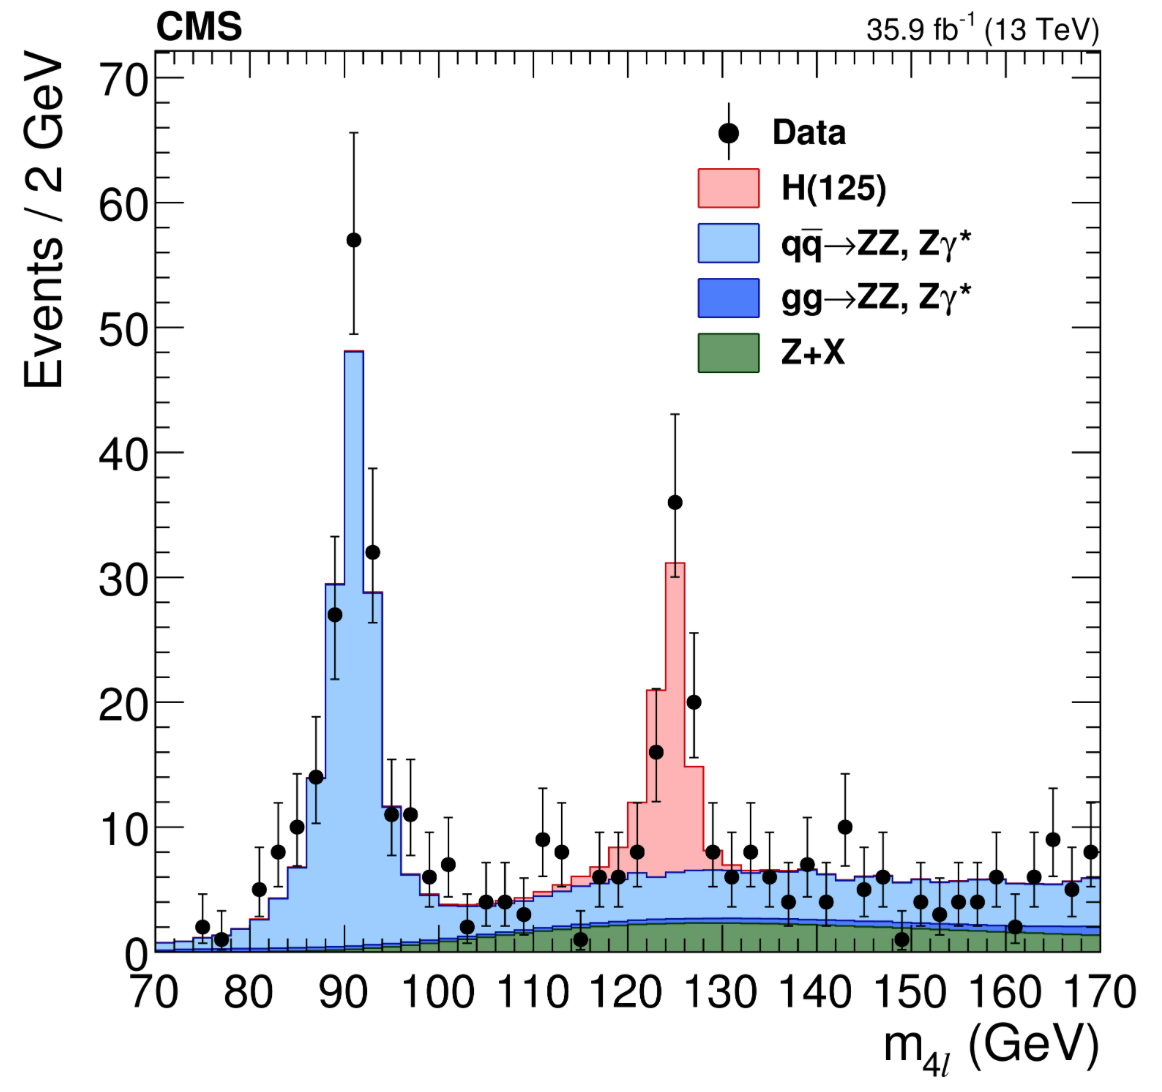 CMS 35.9 fb⁻¹ (13 TeV)
Events / 2 GeV
70
60
50
40
30
20
10
0
Data
H(125)
qq̅→ZZ, Zγ*
gg→ZZ, Zγ*
Z+X
70 80 90 100 110 120 130 140 150 160 170
m₄ₗ (GeV)